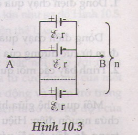 ℰ, r
ℰ, r
A
B
n
ℰ, r
Hình 10.3